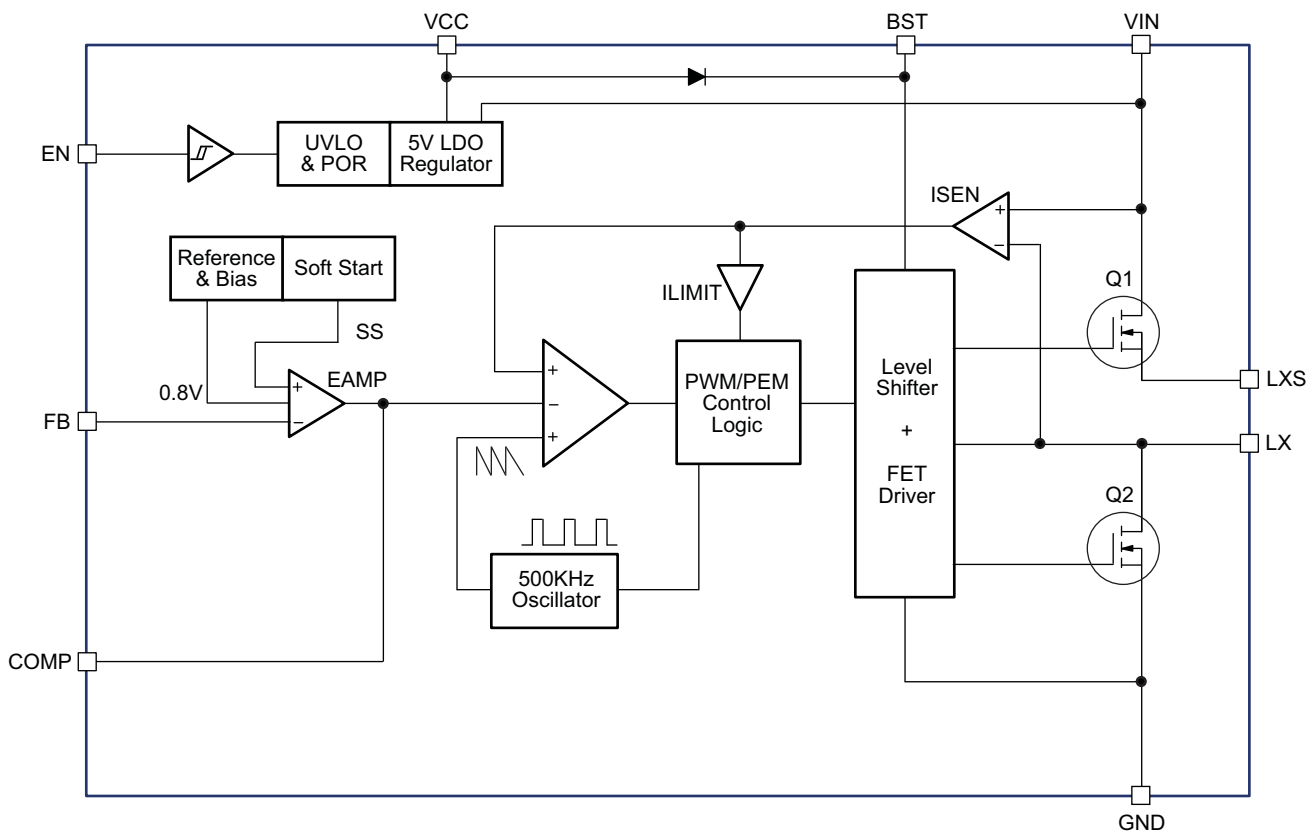 VCC
BST
VIN
EN
UVLO
& POR
5V LDO
Regulator
ISEN
Reference
& Bias
Soft Start
Q1
ILIMIT
SS
LXS
0.8V
EAMP
+
−
+
−
+
−
+
PWM/PEM
Control
Logic
Level
Shifter
+
FET
Driver
FB
LX
Q2
500KHz
Oscillator
COMP
GND